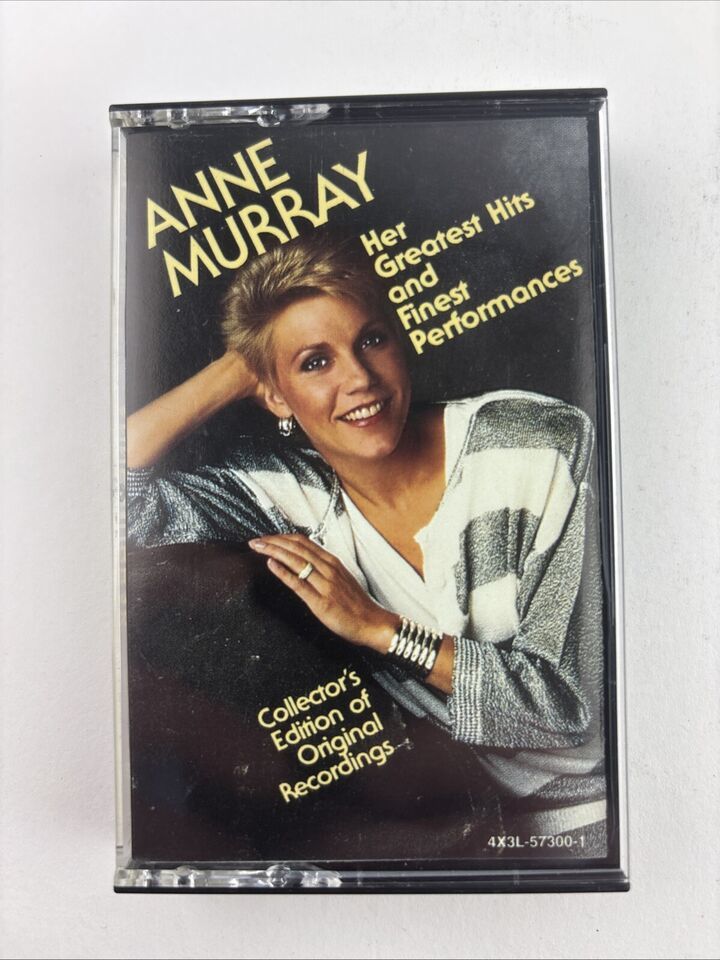 ANNE
MURRAY
Her
Greatest Hits
and
Finest
Performances
Collector's
Edition of
Original
Recordings
4X3L-57300-1